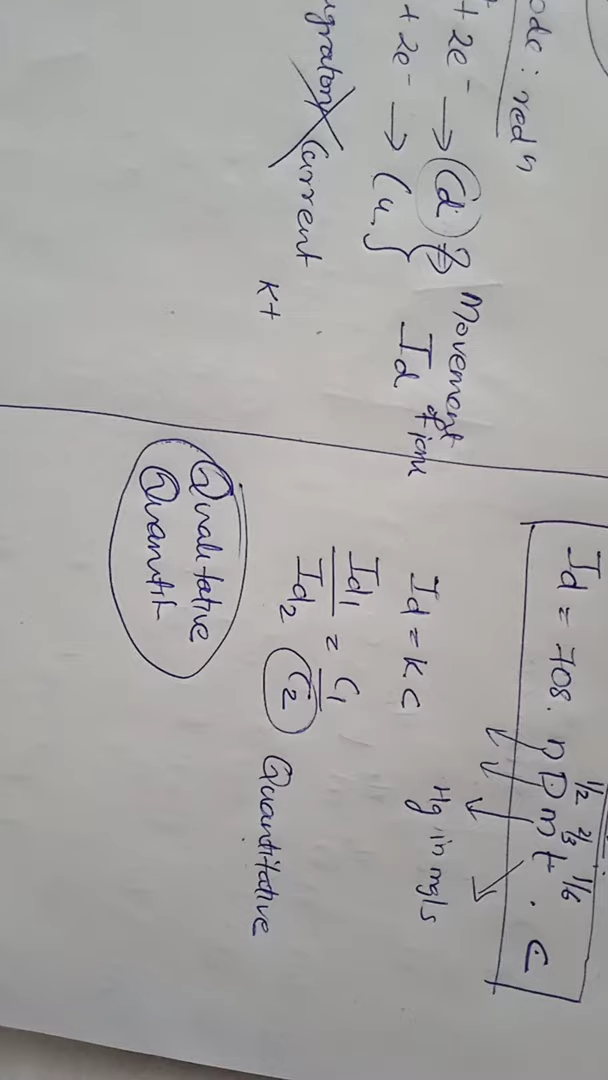 ode: redn
+ 2e- → Cd
+ 2e- → Cu
Movement of ions
Id
Current
K+
Id = 708. n D^1/2 m^2/3 t^1/6 . C
Hg in mg/s
Id = K C
Id1/Id2 = C1/C2
Quantitative
Qualitative
Quantit